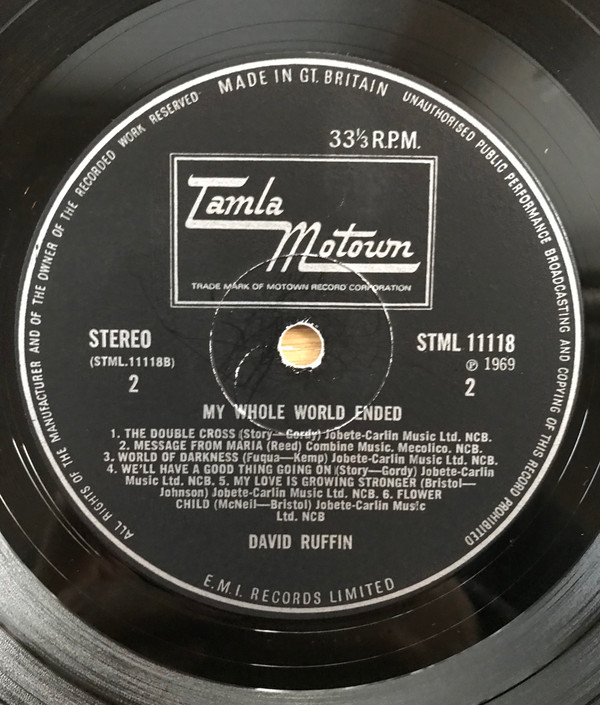 MADE IN GT. BRITAIN
UNAUTHORISED PUBLIC PERFORMANCE BROADCASTING AND COPYING OF THIS RECORD PROHIBITED
ALL RIGHTS OF THE MANUFACTURER AND OF THE OWNER OF THE RECORDED WORK RESERVED
33⅓ R.P.M.
Tamla
Motown
TRADE MARK OF MOTOWN RECORD CORPORATION
STEREO
(STML.11118B)
2
STML 11118
℗ 1969
2
MY WHOLE WORLD ENDED
1. THE DOUBLE CROSS (Story—Gordy) Jobete-Carlin Music Ltd. NCB.
2. MESSAGE FROM MARIA (Reed) Combine Music. Mecolico. NCB.
3. WORLD OF DARKNESS (Fuqua—Kemp) Jobete-Carlin Music Ltd. NCB.
4. WE'LL HAVE A GOOD THING GOING ON (Story—Gordy) Jobete-Carlin
Music Ltd. NCB. 5. MY LOVE IS GROWING STRONGER (Bristol—
Johnson) Jobete-Carlin Music Ltd. NCB. 6. FLOWER
CHILD (McNeil—Bristol) Jobete-Carlin Music
Ltd. NCB
DAVID RUFFIN
E.M.I. RECORDS LIMITED